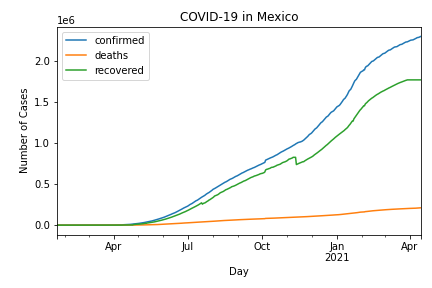 COVID-19 in Mexico
1e6
confirmed
deaths
recovered
Number of Cases
2.0
1.5
1.0
0.5
0.0
Apr Jul Oct Jan Apr
2021
Day